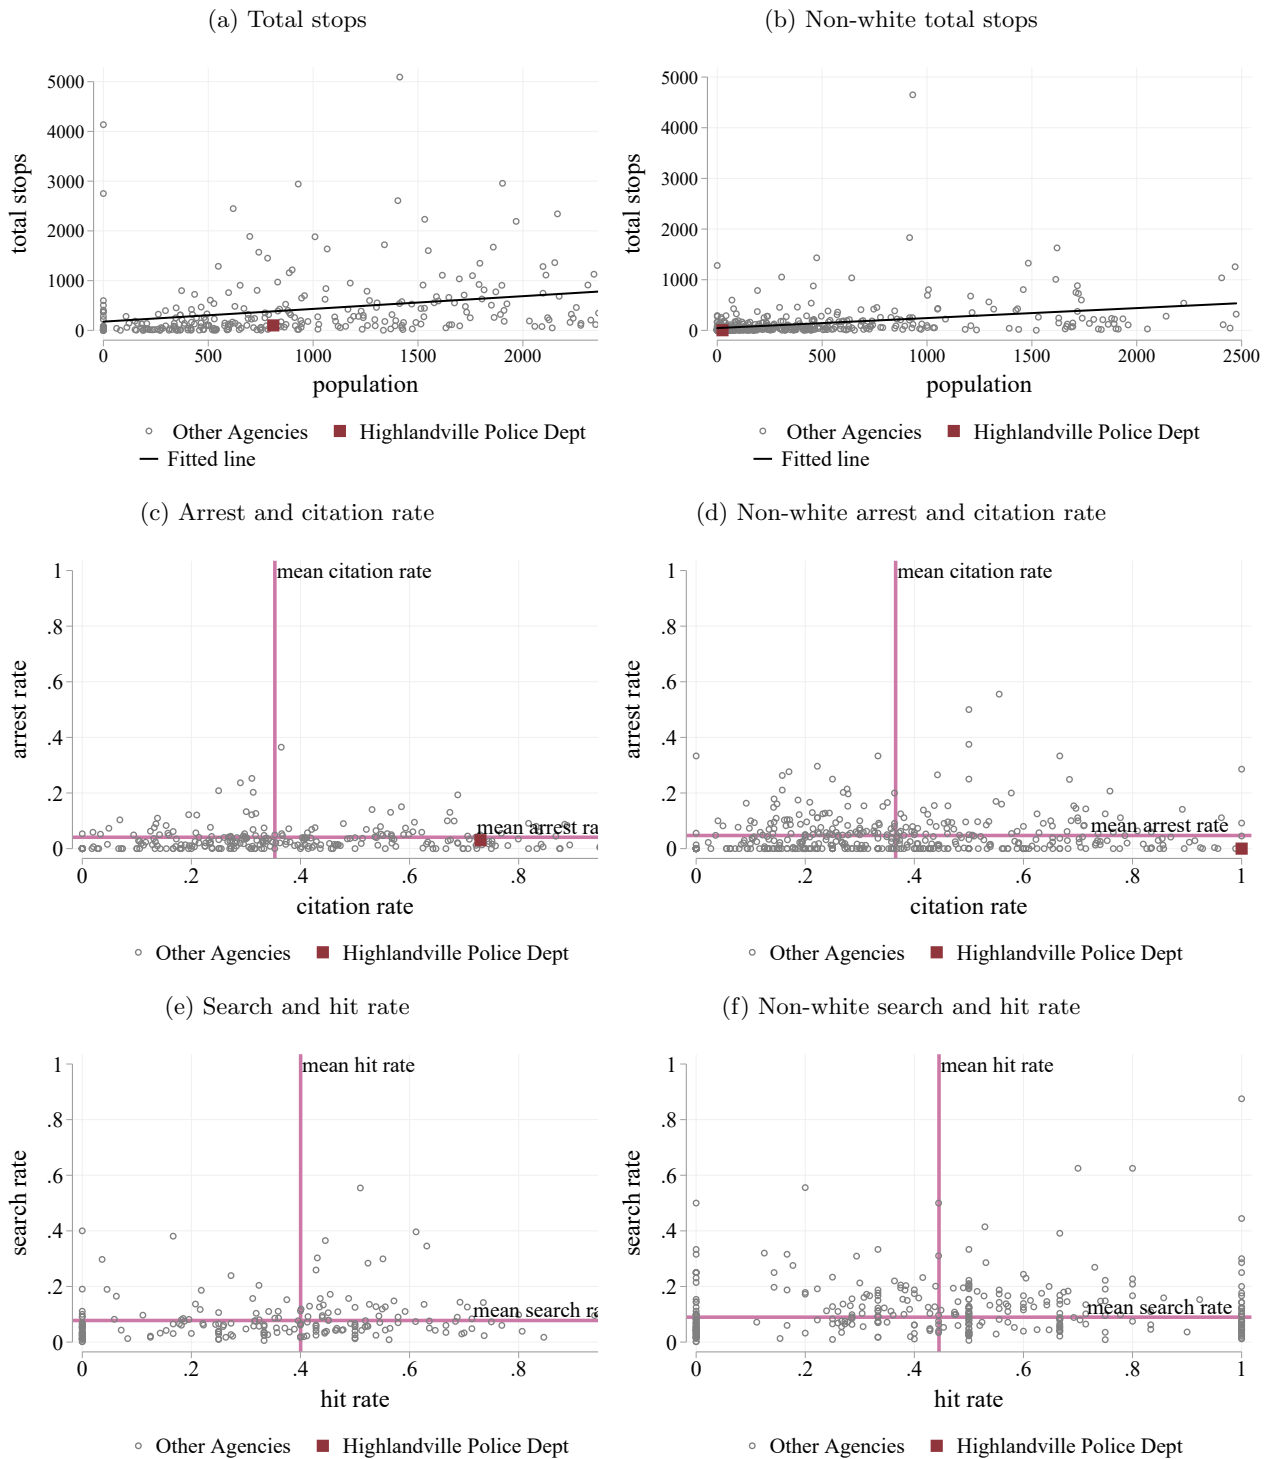 (a) Total stops
(b) Non-white total stops
5000
4000
3000
2000
1000
0
total stops
0 500 1000 1500 2000
population
Other Agencies Highlandville Police Dept
Fitted line
5000
4000
3000
2000
1000
0
total stops
0 500 1000 1500 2000 2500
population
Other Agencies Highlandville Police Dept
Fitted line
(c) Arrest and citation rate
(d) Non-white arrest and citation rate
1
.8
.6
.4
.2
0
arrest rate
mean citation rate
mean arrest ra
0 .2 .4 .6 .8
citation rate
Other Agencies Highlandville Police Dept
1
.8
.6
.4
.2
0
arrest rate
mean citation rate
mean arrest rate
0 .2 .4 .6 .8 1
citation rate
Other Agencies Highlandville Police Dept
(e) Search and hit rate
(f) Non-white search and hit rate
1
.8
.6
.4
.2
0
search rate
mean hit rate
mean search ra
0 .2 .4 .6 .8
hit rate
Other Agencies Highlandville Police Dept
1
.8
.6
.4
.2
0
search rate
mean hit rate
mean search rate
0 .2 .4 .6 .8 1
hit rate
Other Agencies Highlandville Police Dept